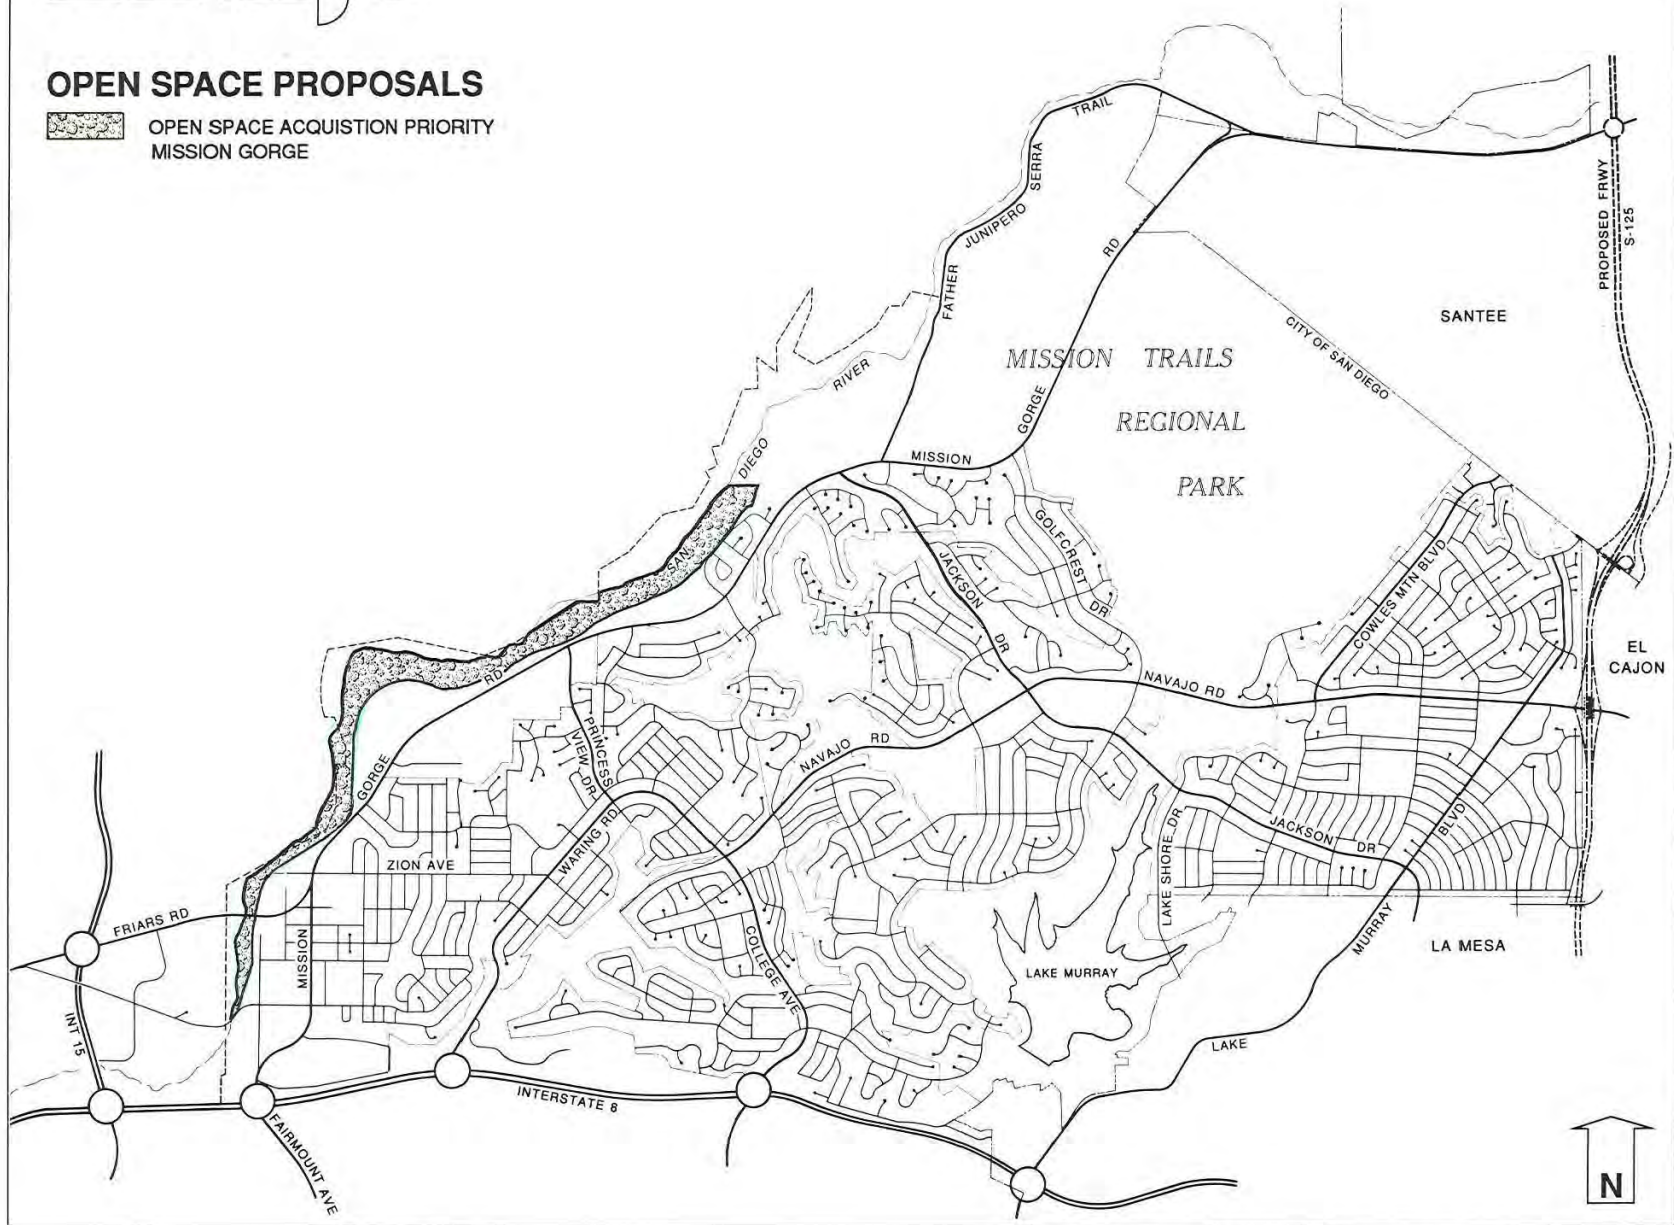 OPEN SPACE PROPOSALS
OPEN SPACE ACQUISTION PRIORITY
MISSION GORGE
TRAIL
SERRA
JUNIPERO
FATHER
RD
GORGE
MISSION
PROPOSED FRWY
S-125
SANTEE
CITY OF SAN DIEGO
MISSION TRAILS
REGIONAL
PARK
RIVER
DIEGO
SAN
GOLFCREST
DR
JACKSON
DR
COWLES MTN BLVD
EL
CAJON
NAVAJO RD
RD
GORGE
MISSION
PRINCESS
VIEW DR
NAVAJO RD
WARING RD
ZION AVE
LAKE SHORE DR
JACKSON DR
BLVD
MURRAY
LAKE
LA MESA
FRIARS RD
COLLEGE AVE
LAKE MURRAY
INT 15
INTERSTATE 8
FAIRMOUNT AVE
N